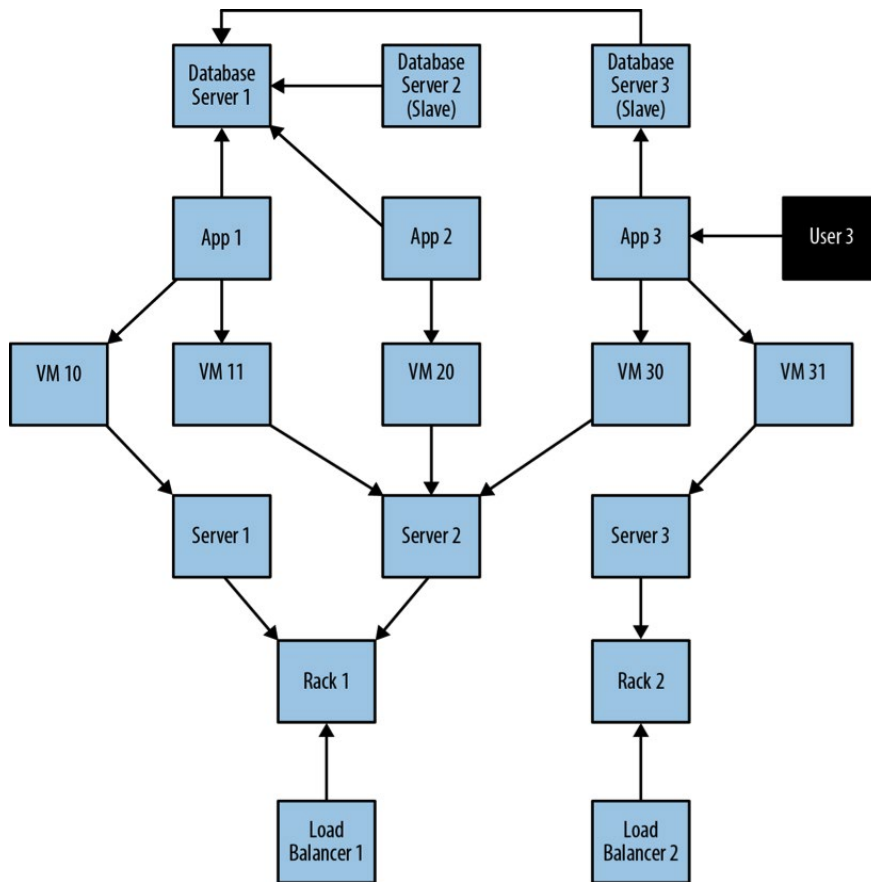 Database
Server 1
Database
Server 2
(Slave)
Database
Server 3
(Slave)
App 1
App 2
App 3
User 3
VM 10
VM 11
VM 20
VM 30
VM 31
Server 1
Server 2
Server 3
Rack 1
Rack 2
Load
Balancer 1
Load
Balancer 2